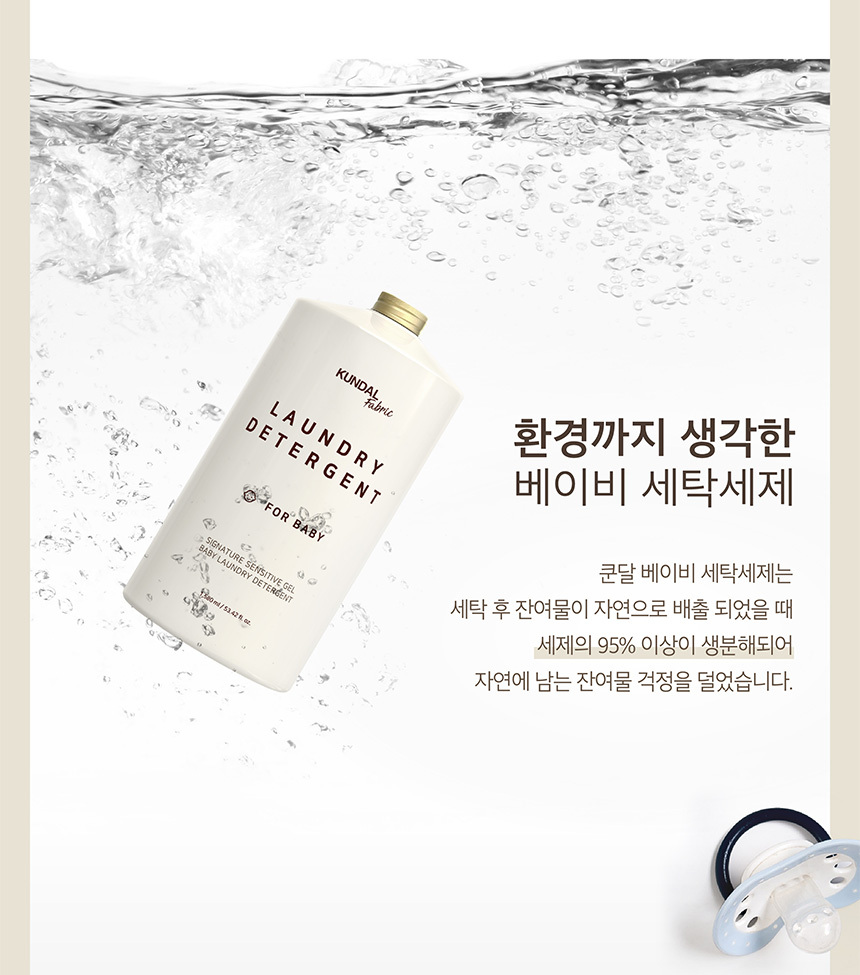 KUNDAL
Fabric
LAUNDRY
DETERGENT
FOR BABY
SIGNATURE SENSITIVE GEL
BABY LAUNDRY DETERGENT
/ 53.42 fl. oz.
환경까지 생각한
베이비 세탁세제
쿤달 베이비 세탁세제는
세탁 후 잔여물이 자연으로 배출 되었을 때
세제의 95% 이상이 생분해되어
자연에 남는 잔여물 걱정을 덜었습니다.